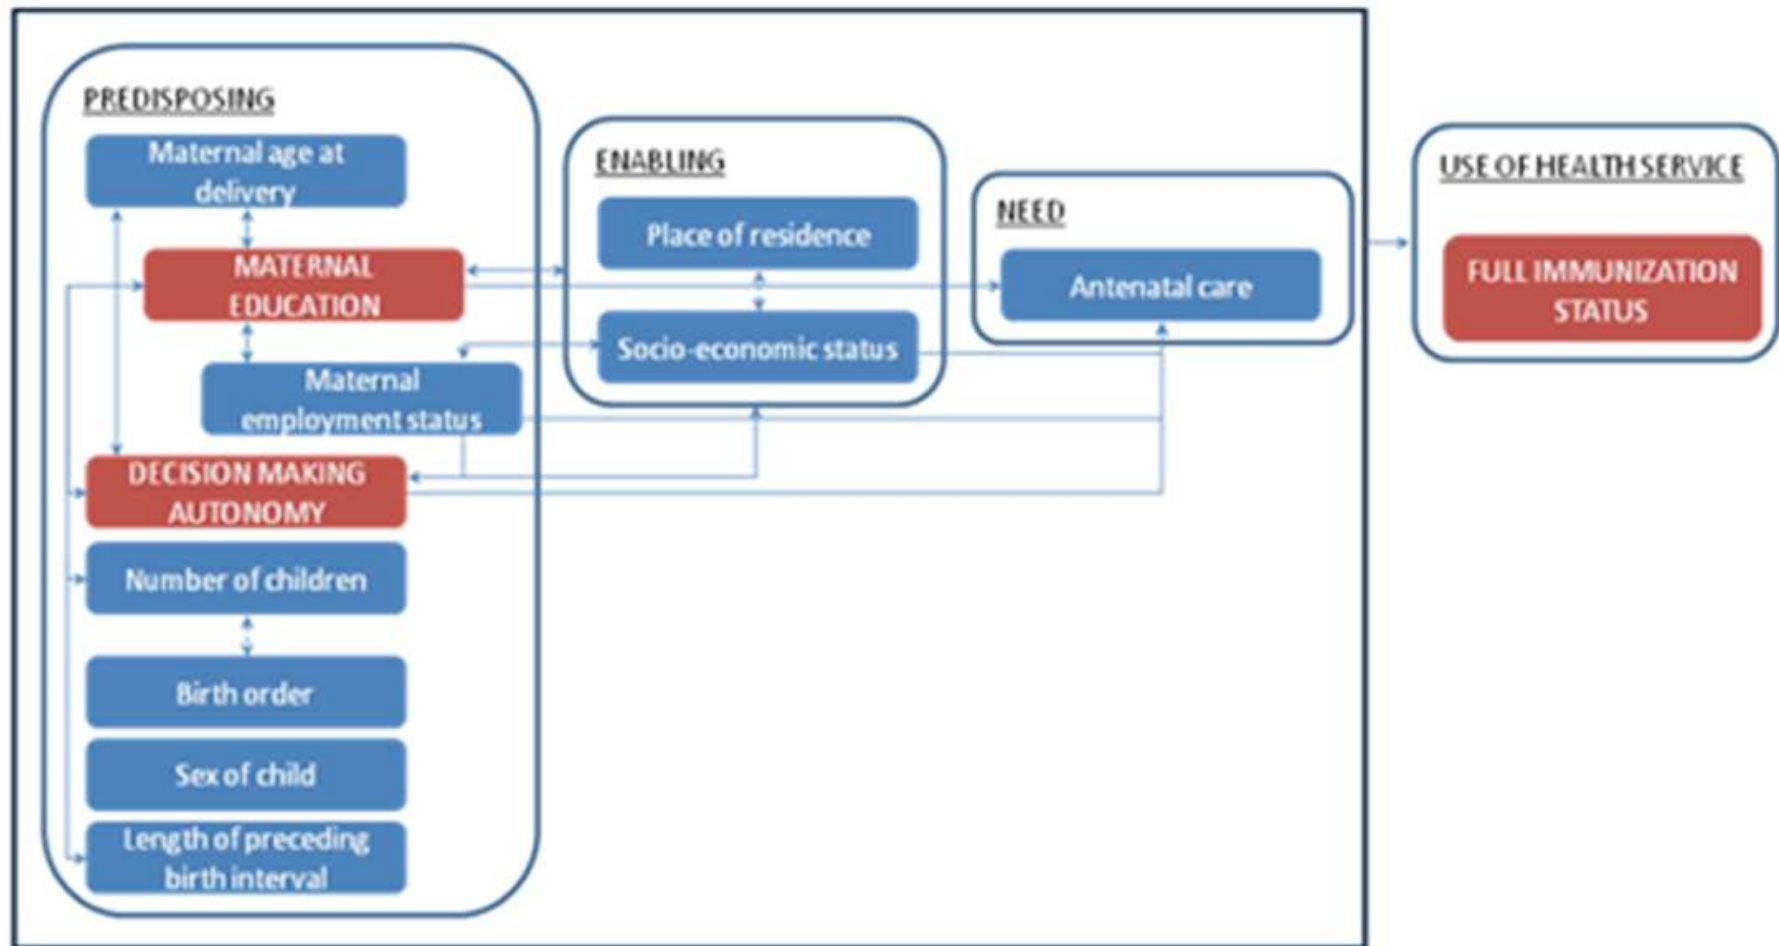 PREDISPOSING
Maternal age at
delivery
MATERNAL
EDUCATION
Maternal
employment status
DECISION MAKING
AUTONOMY
Number of children
Birth order
Sex of child
Length of preceding
birth interval
ENABLING
Place of residence
Socio-economic status
NEED
Antenatal care
USE OF HEALTH SERVICE
FULL IMMUNIZATION
STATUS